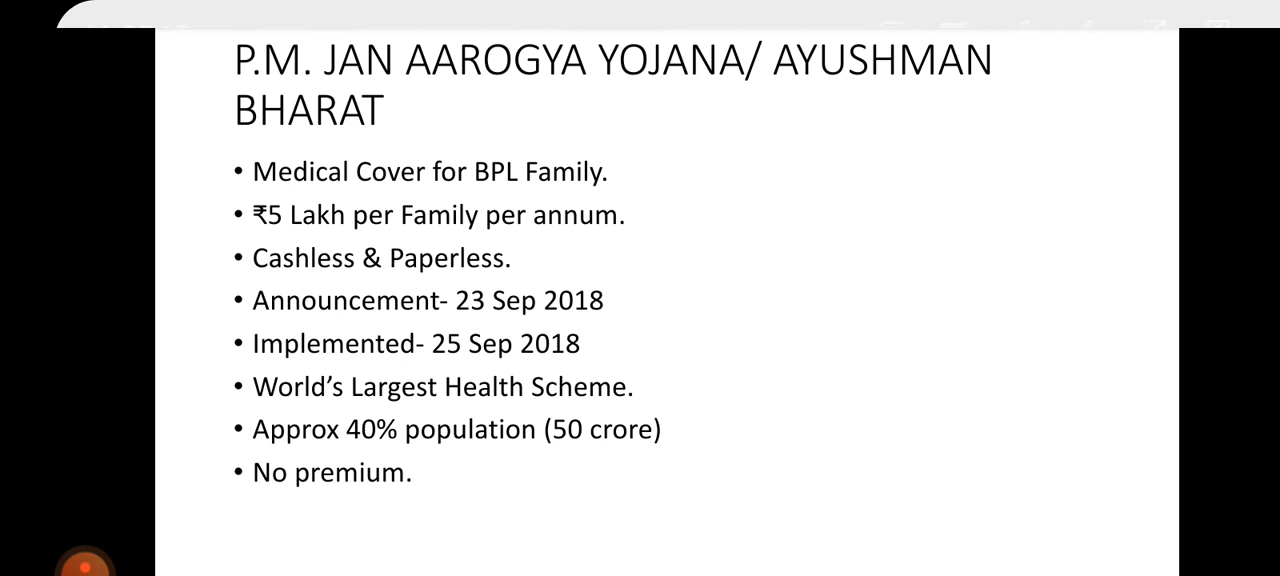 P.M. JAN AAROGYA YOJANA/ AYUSHMAN
BHARAT
• Medical Cover for BPL Family.
• ₹5 Lakh per Family per annum.
• Cashless & Paperless.
• Announcement- 23 Sep 2018
• Implemented- 25 Sep 2018
• World’s Largest Health Scheme.
• Approx 40% population (50 crore)
• No premium.